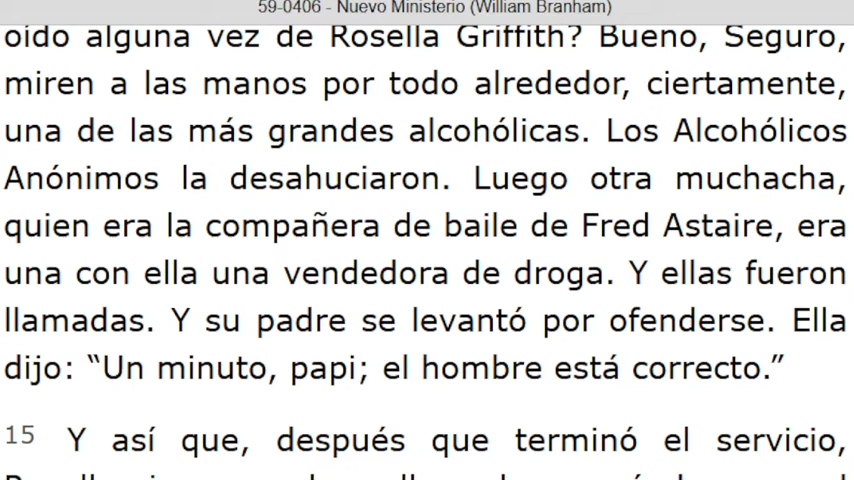 59-0406 - Nuevo Ministerio (William Branham)
oído alguna vez de Rosella Griffith? Bueno, Seguro,
miren a las manos por todo alrededor, ciertamente,
una de las más grandes alcohólicas. Los Alcohólicos
Anónimos la desahuciaron. Luego otra muchacha,
quien era la compañera de baile de Fred Astaire, era
una con ella una vendedora de droga. Y ellas fueron
llamadas. Y su padre se levantó por ofenderse. Ella
dijo: “Un minuto, papi; el hombre está correcto.”
15 Y así que, después que terminó el servicio,